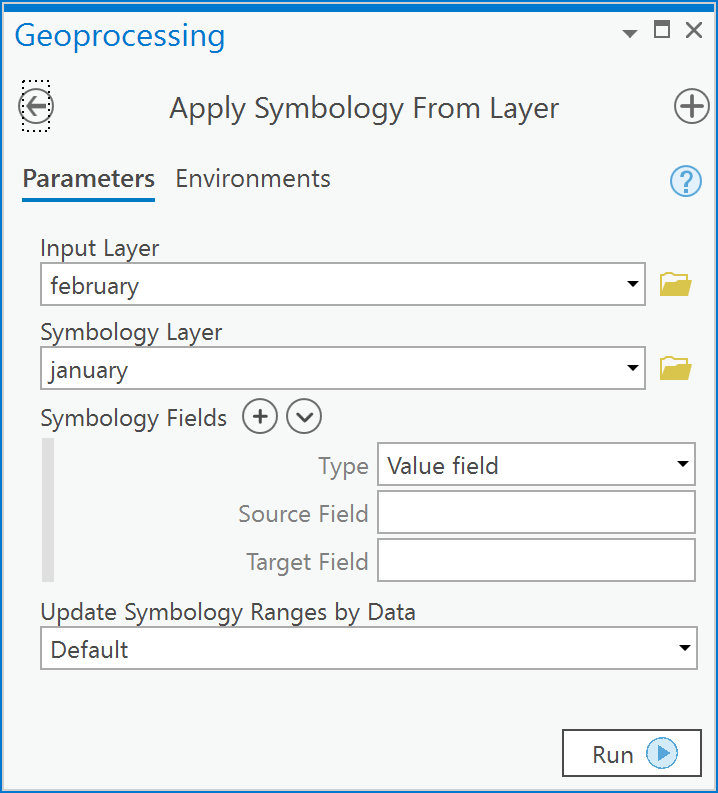 Geoprocessing
Apply Symbology From Layer
Parameters Environments
Input Layer
february
Symbology Layer
january
Symbology Fields
Type Value field
Source Field
Target Field
Update Symbology Ranges by Data
Default
Run